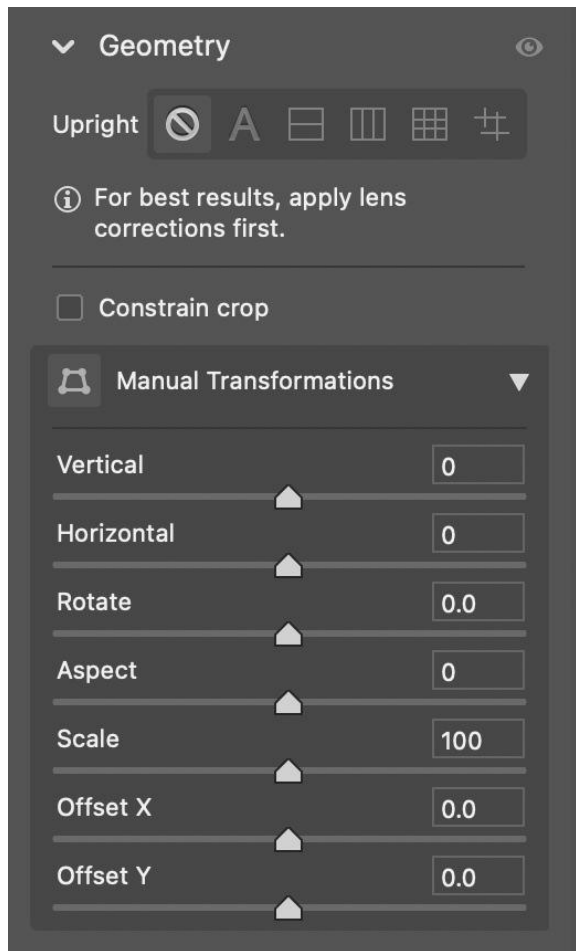 Geometry
Upright A
For best results, apply lens
corrections first.
Constrain crop
Manual Transformations
Vertical 0
Horizontal 0
Rotate 0.0
Aspect 0
Scale 100
Offset X 0.0
Offset Y 0.0